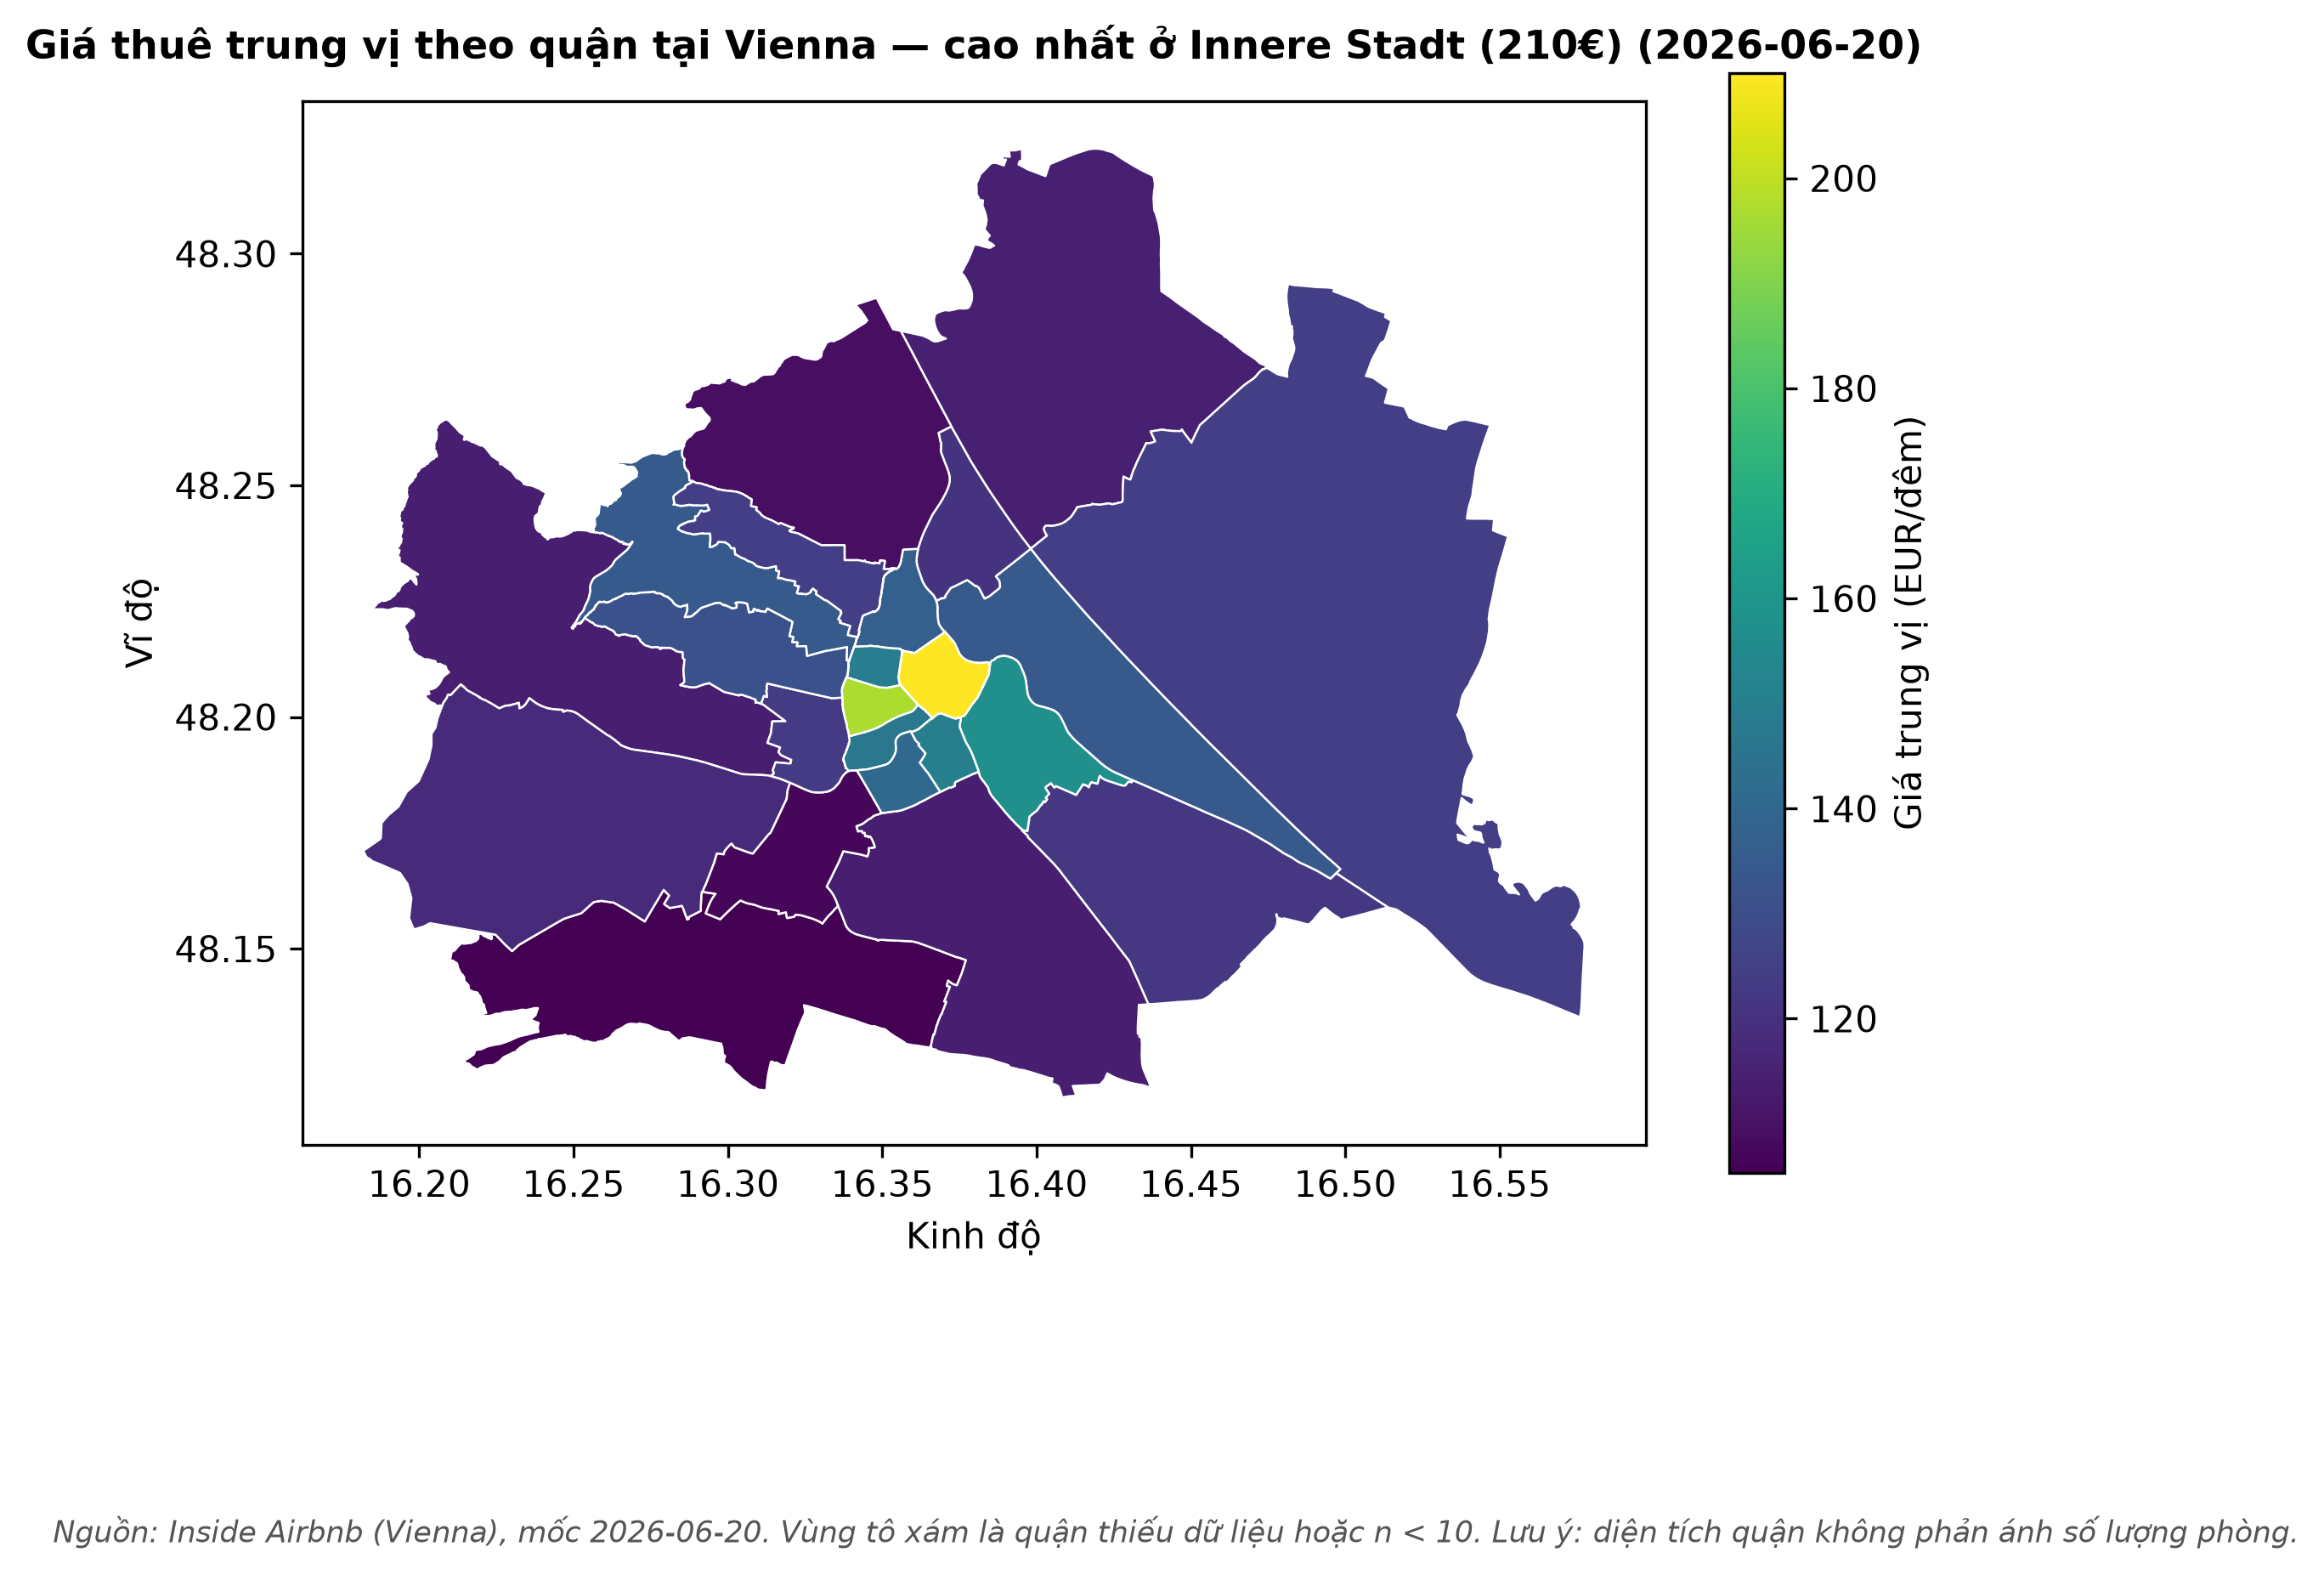 Giá thuê trung vị theo quận tại Vienna — cao nhất ở Innere Stadt (210€) (2026-06-20)
48.30
48.25
48.20
48.15
Vĩ độ
16.20 16.25 16.30 16.35 16.40 16.45 16.50 16.55
Kinh độ
200
180
160
140
120
Giá trung vị (EUR/đêm)
Nguồn: Inside Airbnb (Vienna), mốc 2026-06-20. Vùng tô xám là quận thiếu dữ liệu hoặc n < 10. Lưu ý: diện tích quận không phản ánh số lượng phòng.